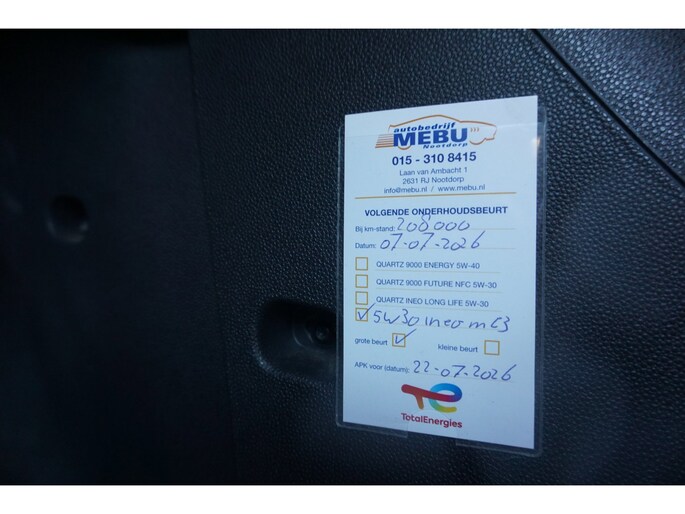 autobedrijf
MEBU
Nootdorp
015 - 310 8415
Laan van Ambacht 1
2631 RJ Nootdorp
info@mebu.nl / www.mebu.nl
VOLGENDE ONDERHOUDSBEURT
Bij km-stand: 208000
Datum: 07-07-2026
QUARTZ 9000 ENERGY 5W-40
QUARTZ 9000 FUTURE NFC 5W-30
QUARTZ INEO LONG LIFE 5W-30
5W30 ineo mc3
grote beurt kleine beurt
APK voor (datum): 22-07-2026
TotalEnergies